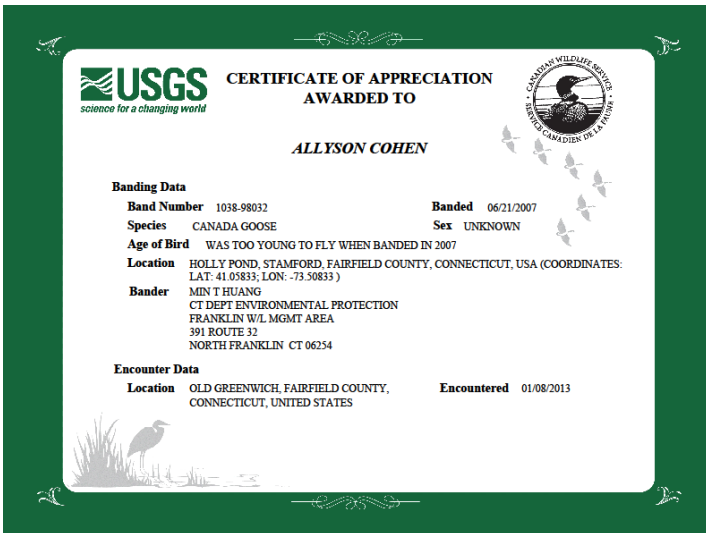 USGS
science for a changing world
CERTIFICATE OF APPRECIATION
AWARDED TO
CANADIAN WILDLIFE SERVICE
SERVICE CANADIEN DE LA FAUNE
ALLYSON COHEN
Banding Data
Band Number 1038-98032 Banded 06/21/2007
Species CANADA GOOSE Sex UNKNOWN
Age of Bird WAS TOO YOUNG TO FLY WHEN BANDED IN 2007
Location HOLLY POND, STAMFORD, FAIRFIELD COUNTY, CONNECTICUT, USA (COORDINATES:
LAT: 41.05833; LON: -73.50833 )
Bander MIN T HUANG
CT DEPT ENVIRONMENTAL PROTECTION
FRANKLIN W/L MGMT AREA
391 ROUTE 32
NORTH FRANKLIN CT 06254
Encounter Data
Location OLD GREENWICH, FAIRFIELD COUNTY, Encountered 01/08/2013
CONNECTICUT, UNITED STATES